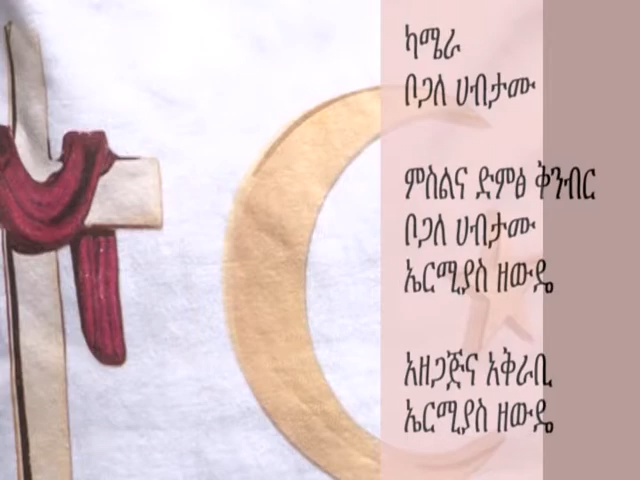 ካሜራ
ቦጋለ ሀብታሙ
ምስልና ድምፅ ቅንብር
ቦጋለ ሀብታሙ
ኤርሚያስ ዘውዴ
አዘጋጅና አቅራቢ
ኤርሚያስ ዘውዴ